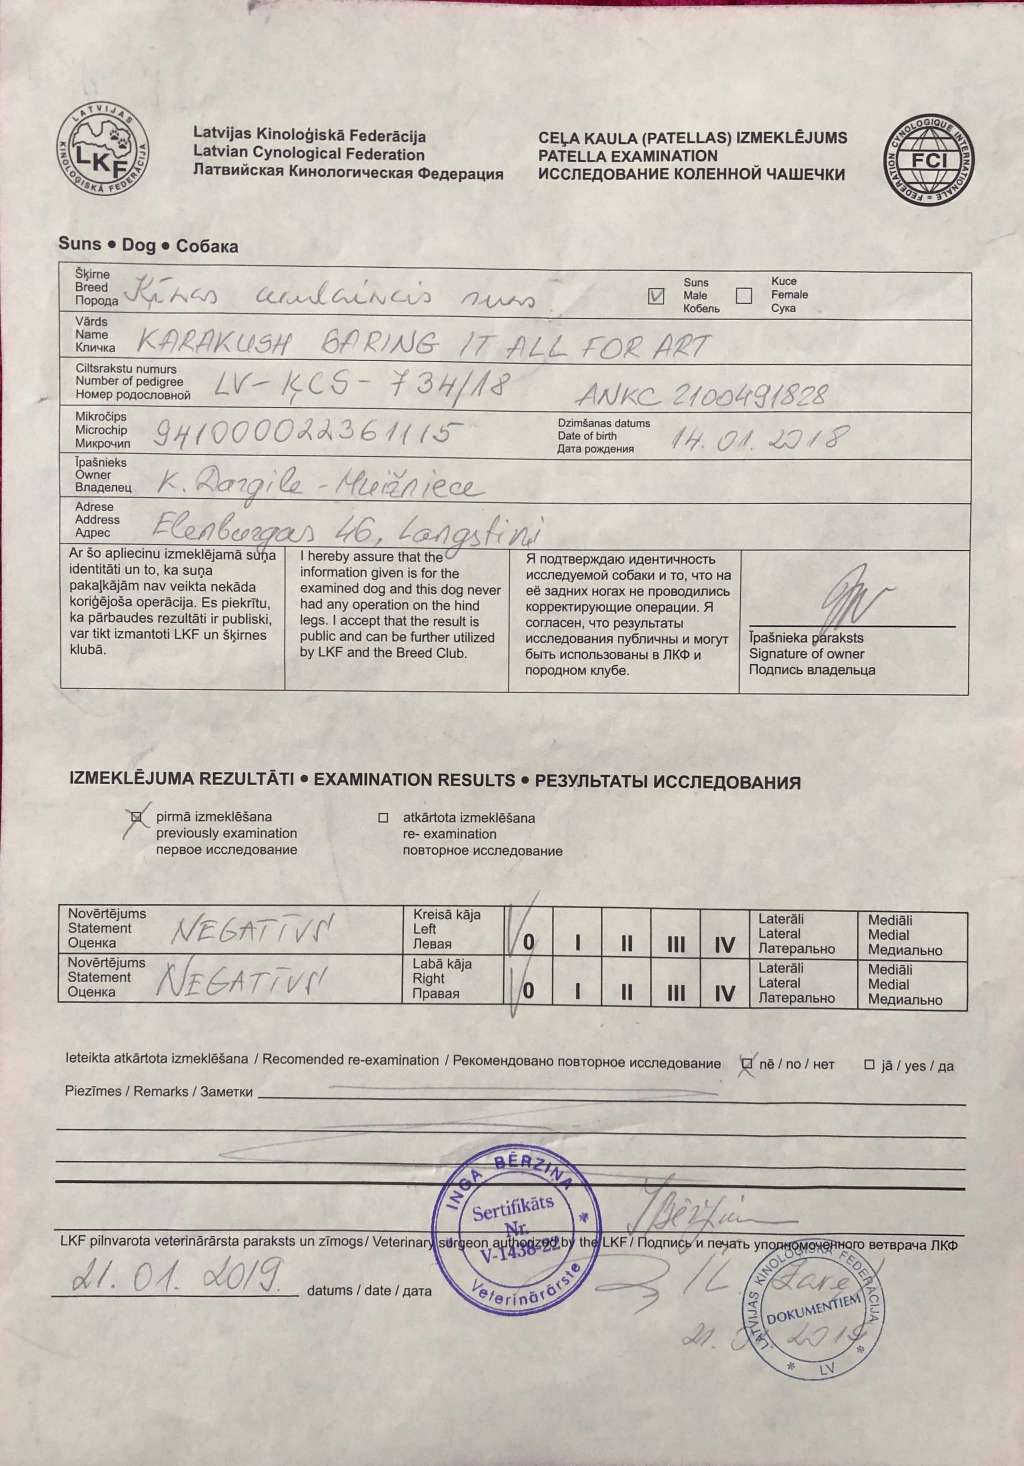 LATVIJAS
KINOLOĢISKĀ FEDERĀCIJA
LKF
Latvijas Kinoloģiskā Federācija
Latvian Cynological Federation
Латвийская Кинологическая Федерация
CEĻA KAULA (PATELLAS) IZMEKLĒJUMS
PATELLA EXAMINATION
ИССЛЕДОВАНИЕ КОЛЕННОЙ ЧАШЕЧКИ
FEDERATION CYNOLOGIQUE INTERNATIONALE
FCI
Suns • Dog • Собака
Šķirne
Breed
Порода
Ķīnas cekulainais suns
Suns
Male
Кобель
Kuce
Female
Сука
Vārds
Name
Кличка
KARAKUSH BARING IT ALL FOR ART
Ciltsrakstu numurs
Number of pedigree
Номер родословной
LV-ĶCS-734/18 ANKC 2100491828
Mikročips
Microchip
Микрочип
941000022361115
Dzimšanas datums
Date of birth
Дата рождения
14.01.2018
Īpašnieks
Owner
Владелец
K. Dargile-Muižniece
Adrese
Address
Адрес
Elenburgas 46, Langstiņi
Ar šo apliecinu izmeklējamā suņa
identitāti un to, ka suņa
pakaļkājām nav veikta nekāda
koriģējoša operācija. Es piekrītu,
ka pārbaudes rezultāti ir publiski,
var tikt izmantoti LKF un šķirnes
klubā.
I hereby assure that the
information given is for the
examined dog and this dog never
had any operation on the hind
legs. I accept that the result is
public and can be further utilized
by LKF and the Breed Club.
Я подтверждаю идентичность
исследуемой собаки и то, что на
её задних ногах не проводились
корректирующие операции. Я
согласен, что результаты
исследования публичны и могут
быть использованы в ЛКФ и
породном клубе.
Īpašnieka paraksts
Signature of owner
Подпись владельца
IZMEKLĒJUMA REZULTĀTI • EXAMINATION RESULTS • РЕЗУЛЬТАТЫ ИССЛЕДОВАНИЯ
pirmā izmeklēšana
previously examination
первое исследование
atkārtota izmeklēšana
re- examination
повторное исследование
Novērtējums
Statement
Оценка
NEGATĪVS
Kreisā kāja
Left
Левая
0 I II III IV
Laterāli
Lateral
Латерально
Mediāli
Medial
Медиально
Novērtējums
Statement
Оценка
NEGATĪVS
Labā kāja
Right
Правая
0 I II III IV
Laterāli
Lateral
Латерально
Mediāli
Medial
Медиально
Ieteikta atkārtota izmeklēšana / Recomended re-examination / Рекомендовано повторное исследование nē / no / нет jā / yes / да
Piezīmes / Remarks / Заметки
INGA BĒRZIŅA
Sertifikāts
Nr.
V-1438-22
Veterinārārste
IBērziņa
LKF pilnvarota veterinārārsta paraksts un zīmogs/ Veterinary surgeon authorized by the LKF/ Подпись и печать уполномоченного ветврача ЛКФ
21.01.2019. datums / date / дата
LATVIJAS KINOLOĢISKĀ FEDERĀCIJA
DOKUMENTIEM
LV